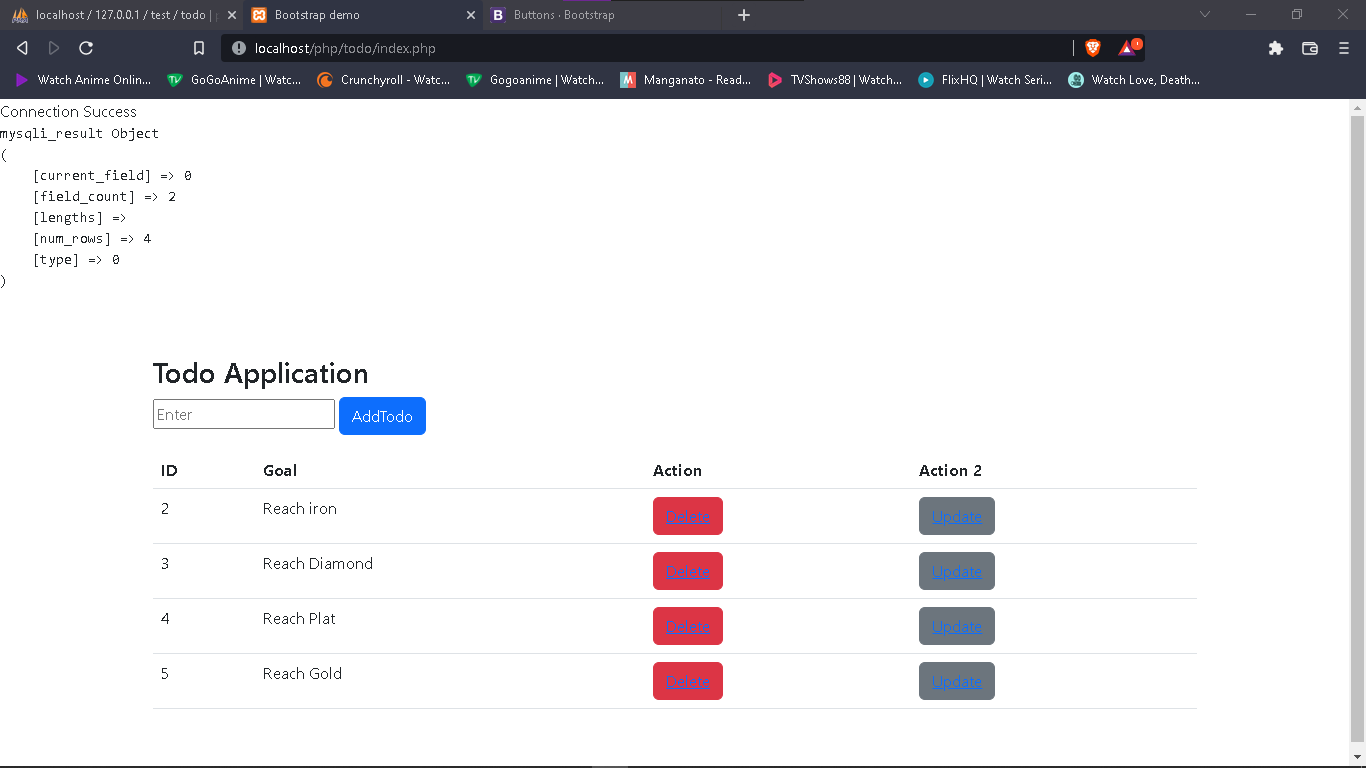 localhost / 127.0.0.1 / test / todo | p
Bootstrap demo
Buttons · Bootstrap
localhost/php/todo/index.php
1
Watch Anime Online...
GoGoAnime | Watc...
Crunchyroll - Watc...
Gogoanime | Watch...
Manganato - Read...
TVShows88 | Watch...
FlixHQ | Watch Seri...
Watch Love, Death...
Connection Success
mysqli_result Object
(
[current_field] => 0
[field_count] => 2
[lengths] =>
[num_rows] => 4
[type] => 0
)
Todo Application
Enter AddTodo
ID Goal Action Action 2
2 Reach iron Delete Update
3 Reach Diamond Delete Update
4 Reach Plat Delete Update
5 Reach Gold Delete Update